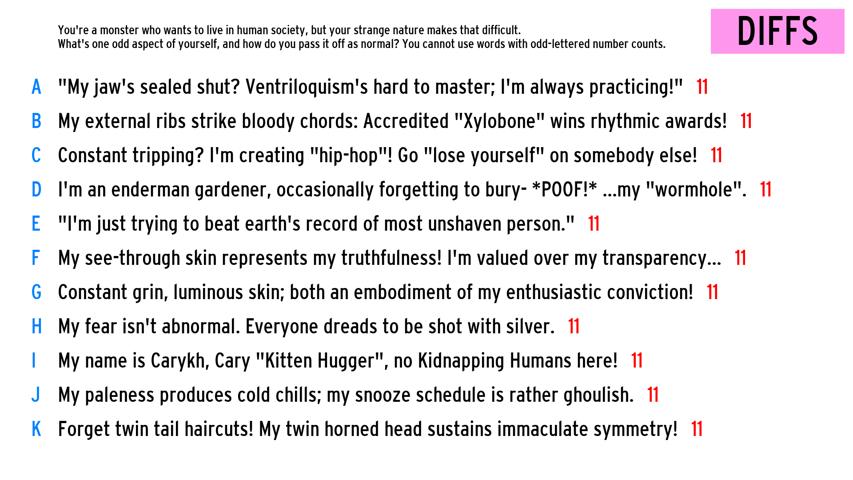 You're a monster who wants to live in human society, but your strange nature makes that difficult.
What's one odd aspect of yourself, and how do you pass it off as normal? You cannot use words with odd-lettered number counts.
DIFFS
A "My jaw's sealed shut? Ventriloquism's hard to master; I'm always practicing!" 11
B My external ribs strike bloody chords: Accredited "Xylobone" wins rhythmic awards! 11
C Constant tripping? I'm creating "hip-hop"! Go "lose yourself" on somebody else! 11
D I'm an enderman gardener, occasionally forgetting to bury- *POOF!* ...my "wormhole". 11
E "I'm just trying to beat earth's record of most unshaven person." 11
F My see-through skin represents my truthfulness! I'm valued over my transparency... 11
G Constant grin, luminous skin; both an embodiment of my enthusiastic conviction! 11
H My fear isn't abnormal. Everyone dreads to be shot with silver. 11
I My name is Carykh, Cary "Kitten Hugger", no Kidnapping Humans here! 11
J My paleness produces cold chills; my snooze schedule is rather ghoulish. 11
K Forget twin tail haircuts! My twin horned head sustains immaculate symmetry! 11